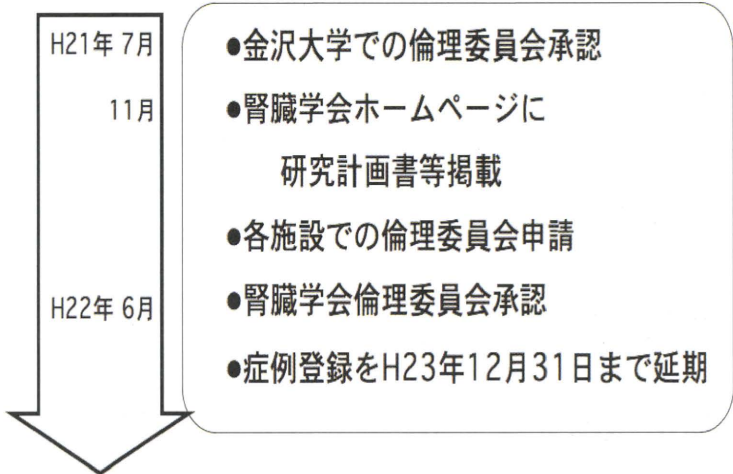 H21年 7月
●金沢大学での倫理委員会承認
11月
●腎臓学会ホームページに
研究計画書等掲載
●各施設での倫理委員会申請
H22年 6月
●腎臓学会倫理委員会承認
●症例登録をH23年12月31日まで延期